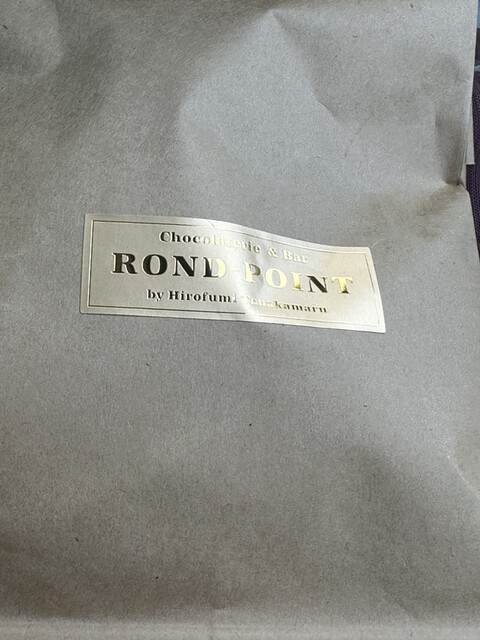 Chocolaterie & Bar
ROND-POINT
by Hirofumi